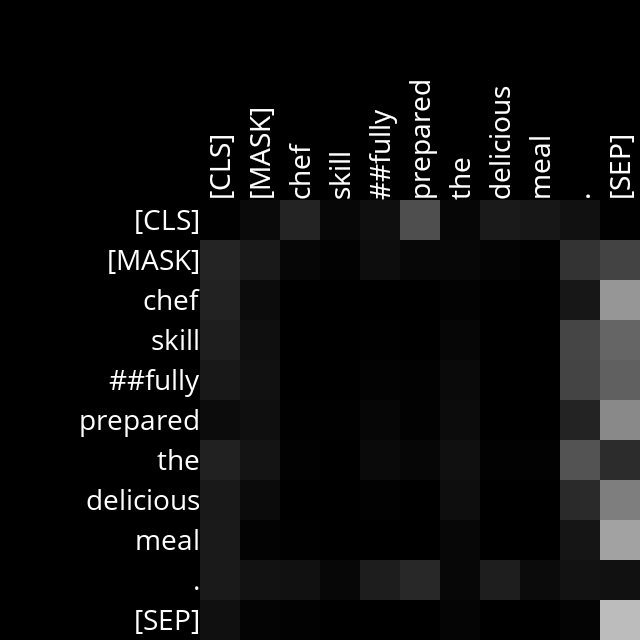 [CLS] [MASK] chef skill ##fully prepared the delicious meal . [SEP]
[CLS]
[MASK]
chef
skill
##fully
prepared
the
delicious
meal
.
[SEP]